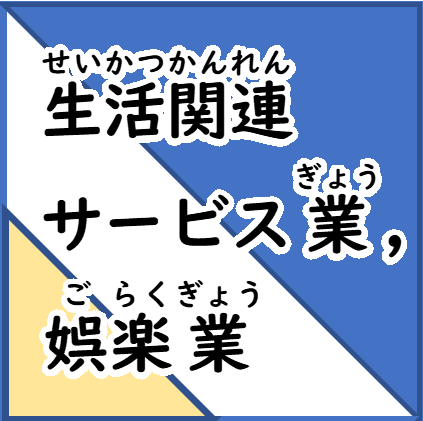 せいかつかんれん
生活関連
ぎょう
サービス業，
ご らくぎょう
娯楽業